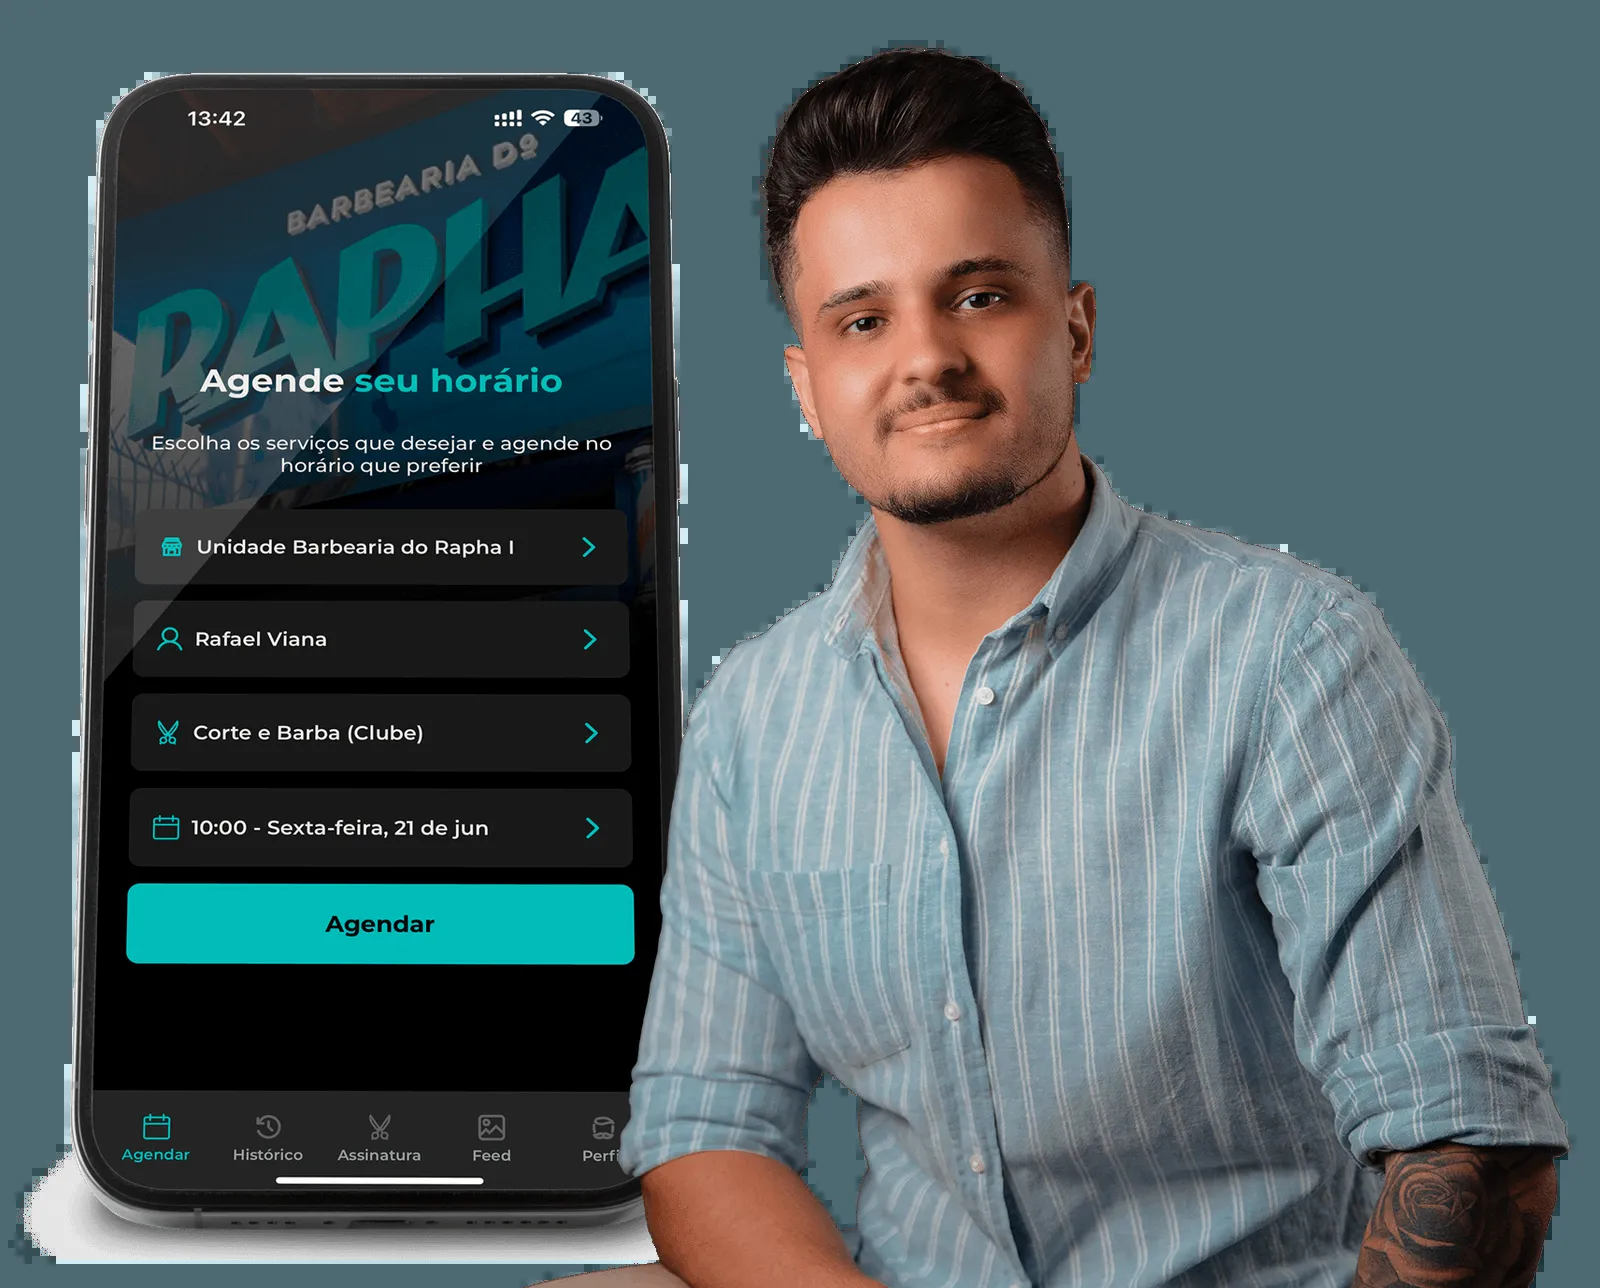 13:42
43
BARBEARIA Dº
RAPHA
Agende seu horário
Escolha os serviços que desejar e agende no
horário que preferir
Unidade Barbearia do Rapha I
Rafael Viana
Corte e Barba (Clube)
10:00 - Sexta-feira, 21 de jun
Agendar
Agendar Histórico Assinatura Feed Perfi